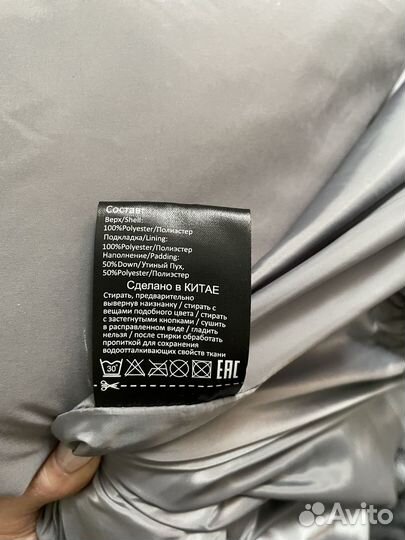 Состав:
Верх/Shell:
100%Polyester/Полиэстер
Подкладка/Lining:
100%Polyester/Полиэстер
Наполнение/Padding:
50%Down/Утиный Пух,
50%Polyester/Полиэстер
Сделано в КИТАЕ
Стирать, предварительно
вывернув наизнанку / стирать с
вещами подобного цвета / стирать
с застегнутыми кнопками / сушить
в расправленном виде / гладить
нельзя / после стирки обработать
пропиткой для сохранения
водоотталкивающих свойств ткани
30 EAC
Avito